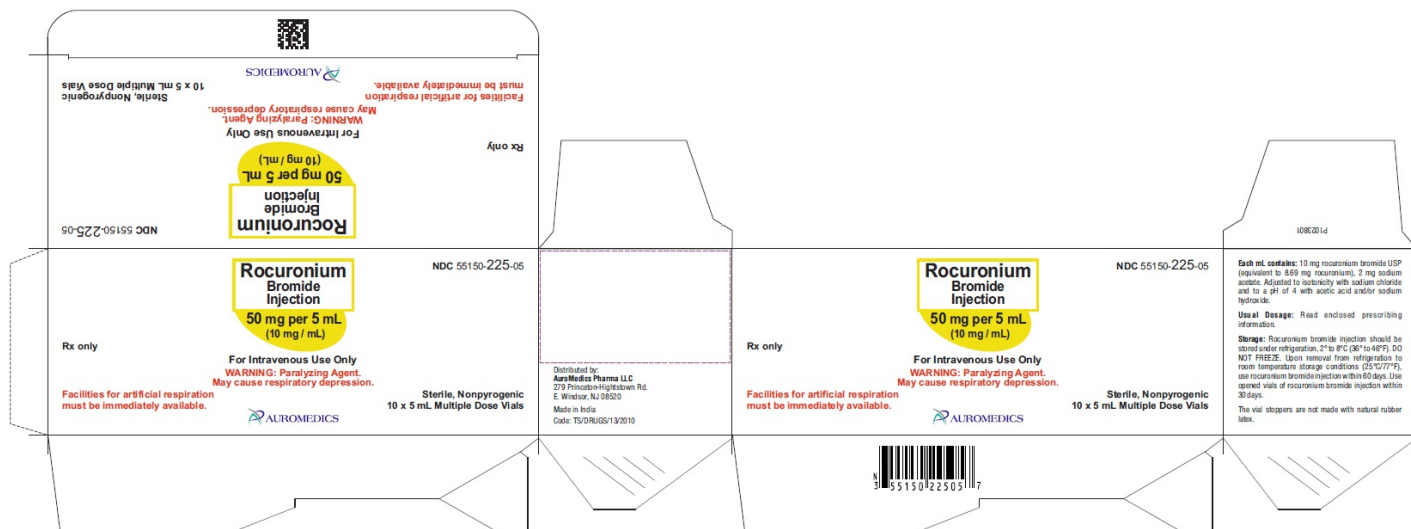 AUROMEDICS
Sterile, Nonpyrogenic
10 x 5 mL Multiple Dose Vials
Facilities for artificial respiration
must be immediately available.
WARNING: Paralyzing Agent.
May cause respiratory depression.
For Intravenous Use Only
Rx only
50 mg per 5 mL
(10 mg / mL)
Rocuronium
Bromide
Injection
NDC 55150-225-05
Rocuronium
Bromide
Injection
NDC 55150-225-05
50 mg per 5 mL
(10 mg / mL)
Rx only
For Intravenous Use Only
WARNING: Paralyzing Agent.
May cause respiratory depression.
Facilities for artificial respiration
must be immediately available.
Sterile, Nonpyrogenic
10 x 5 mL Multiple Dose Vials
AUROMEDICS
Distributed by:
AuroMedics Pharma LLC
279 Princeton-Hightstown Rd.
E. Windsor, NJ 08520
Made in India
Code: TS/DRUGS/13/2010
Rocuronium
Bromide
Injection
NDC 55150-225-05
50 mg per 5 mL
(10 mg / mL)
Rx only
For Intravenous Use Only
WARNING: Paralyzing Agent.
May cause respiratory depression.
Facilities for artificial respiration
must be immediately available.
Sterile, Nonpyrogenic
10 x 5 mL Multiple Dose Vials
AUROMEDICS
N
3 55150 22505 7
P1023801
Each mL contains: 10 mg rocuronium bromide USP
(equivalent to 8.69 mg rocuronium), 2 mg sodium
acetate. Adjusted to isotonicity with sodium chloride
and to a pH of 4 with acetic acid and/or sodium
hydroxide.
Usual Dosage: Read enclosed prescribing
information.
Storage: Rocuronium bromide injection should be
stored under refrigeration, 2° to 8°C (36° to 46°F). DO
NOT FREEZE. Upon removal from refrigeration to
room temperature storage conditions (25°C/77°F),
use rocuronium bromide injection within 60 days. Use
opened vials of rocuronium bromide injection within
30 days.
The vial stoppers are not made with natural rubber
latex.